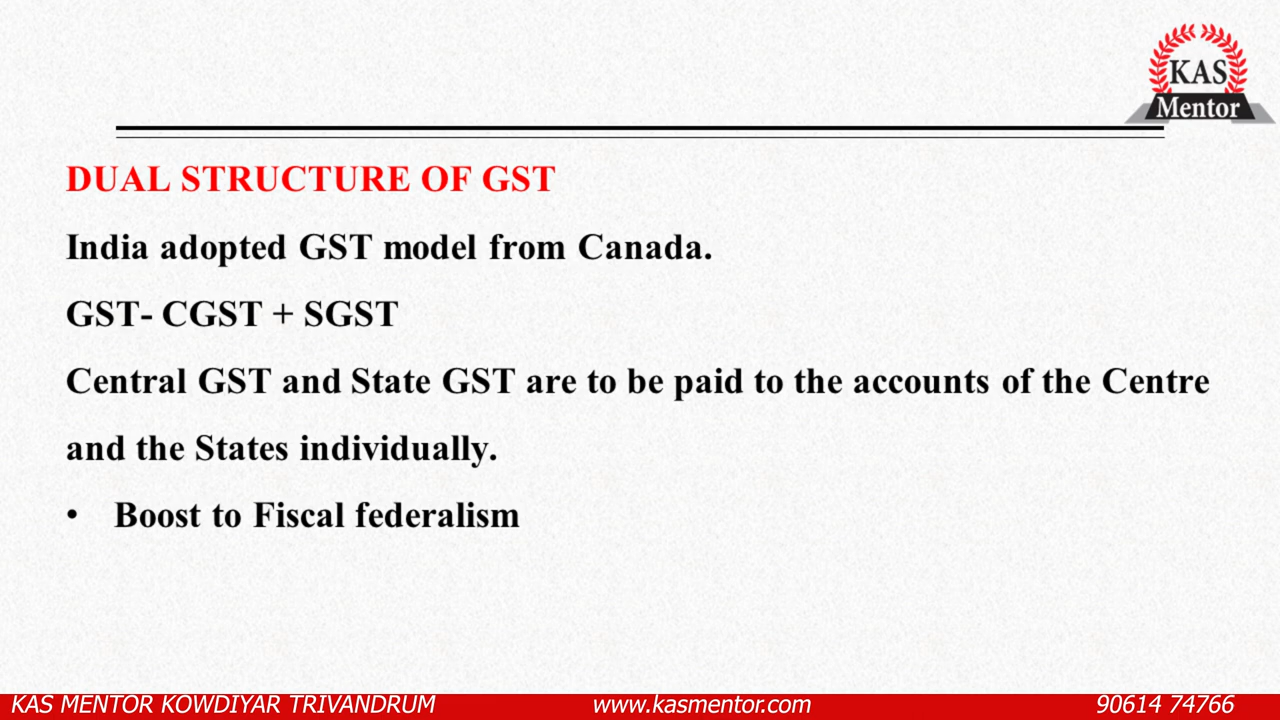 KAS
Mentor
DUAL STRUCTURE OF GST
India adopted GST model from Canada.
GST- CGST + SGST
Central GST and State GST are to be paid to the accounts of the Centre
and the States individually.
• Boost to Fiscal federalism
KAS MENTOR KOWDIYAR TRIVANDRUM www.kasmentor.com 90614 74766